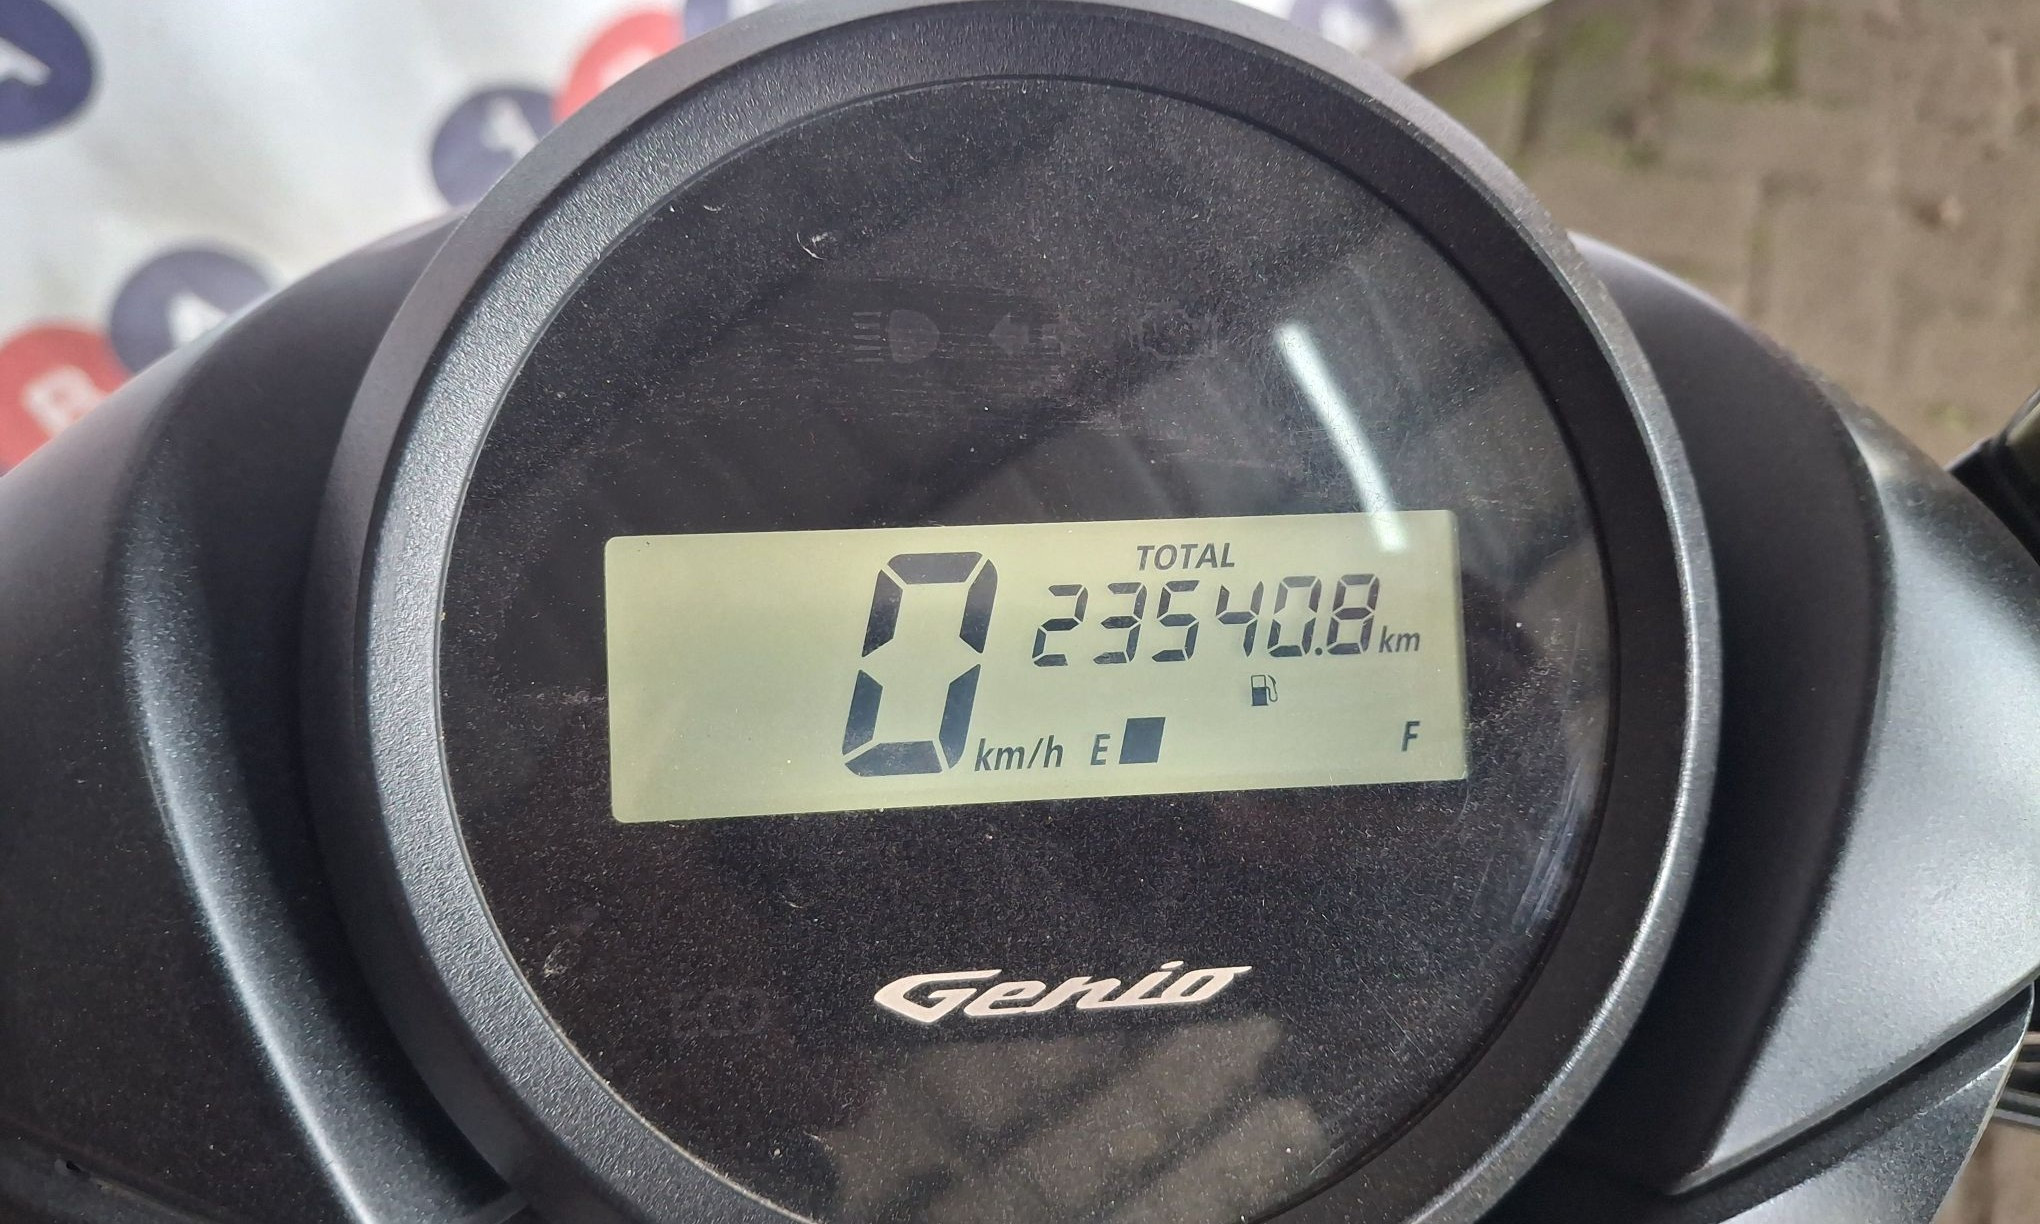 TOTAL
0 km/h 23540.8 km
E F
Genio